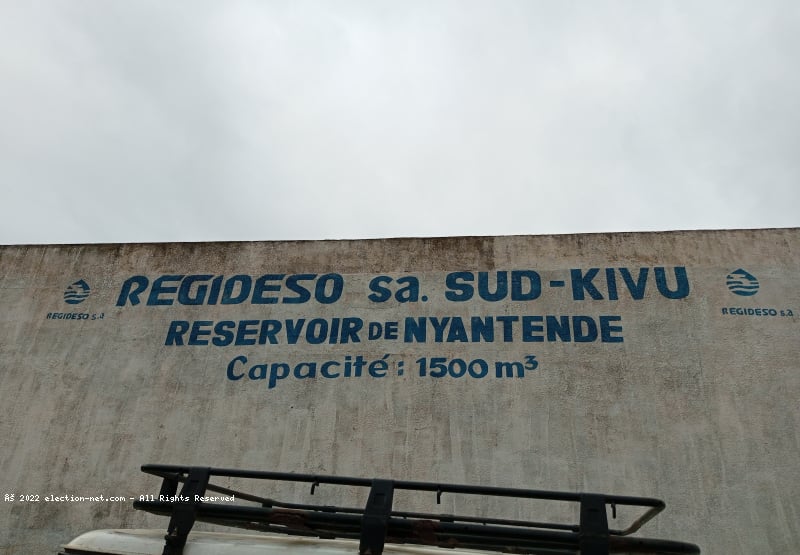 REGIDESO sa. SUD-KIVU
REGIDESO s.a
REGIDESO s.a
RESERVOIR DE NYANTENDE
Capacité : 1500 m³
Â© 2022 election-net.com - All Rights Reserved